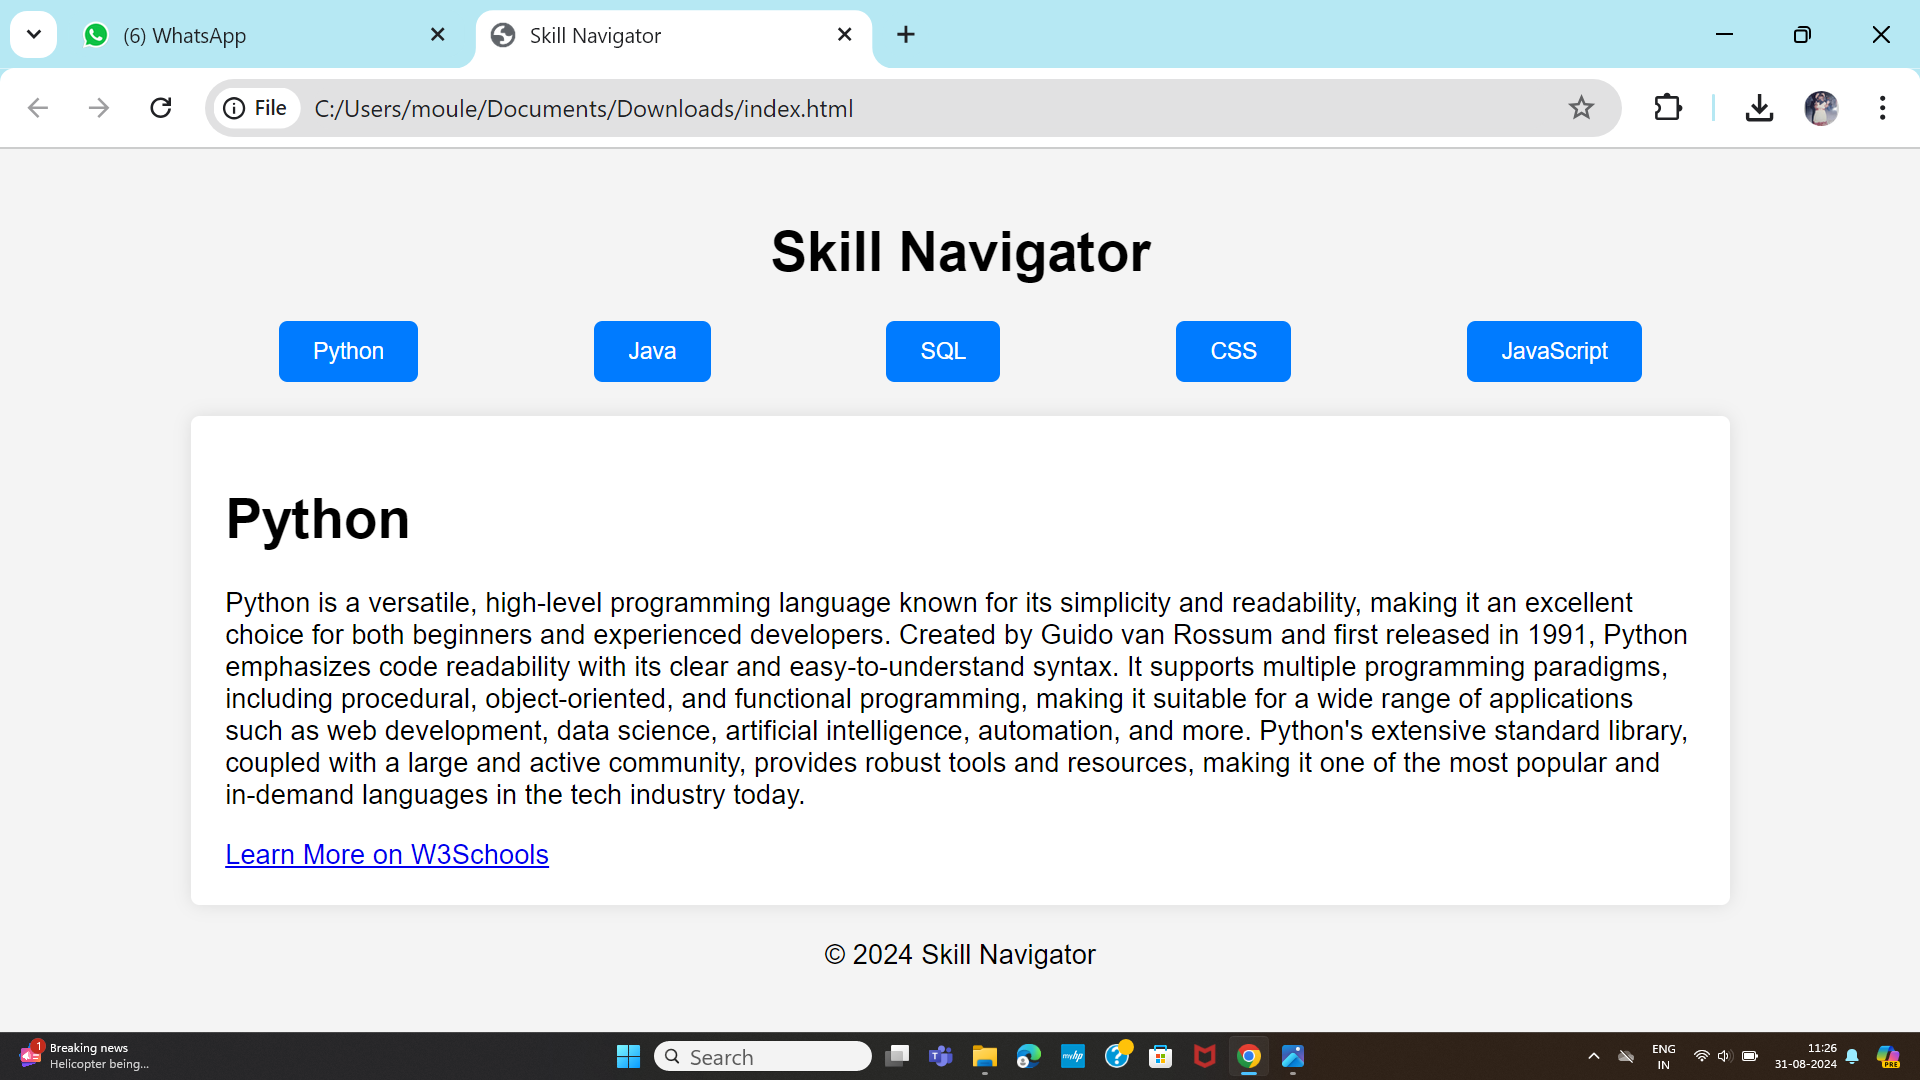 (6) WhatsApp
Skill Navigator
File
C:/Users/moule/Documents/Downloads/index.html
Skill Navigator
Python
Java
SQL
CSS
JavaScript
Python
Python is a versatile, high-level programming language known for its simplicity and readability, making it an excellent
choice for both beginners and experienced developers. Created by Guido van Rossum and first released in 1991, Python
emphasizes code readability with its clear and easy-to-understand syntax. It supports multiple programming paradigms,
including procedural, object-oriented, and functional programming, making it suitable for a wide range of applications
such as web development, data science, artificial intelligence, automation, and more. Python's extensive standard library,
coupled with a large and active community, provides robust tools and resources, making it one of the most popular and
in-demand languages in the tech industry today.
Learn More on W3Schools
© 2024 Skill Navigator
1
Breaking news
Helicopter being...
Search
myhp
ENG
IN
11:26
31-08-2024
PRE